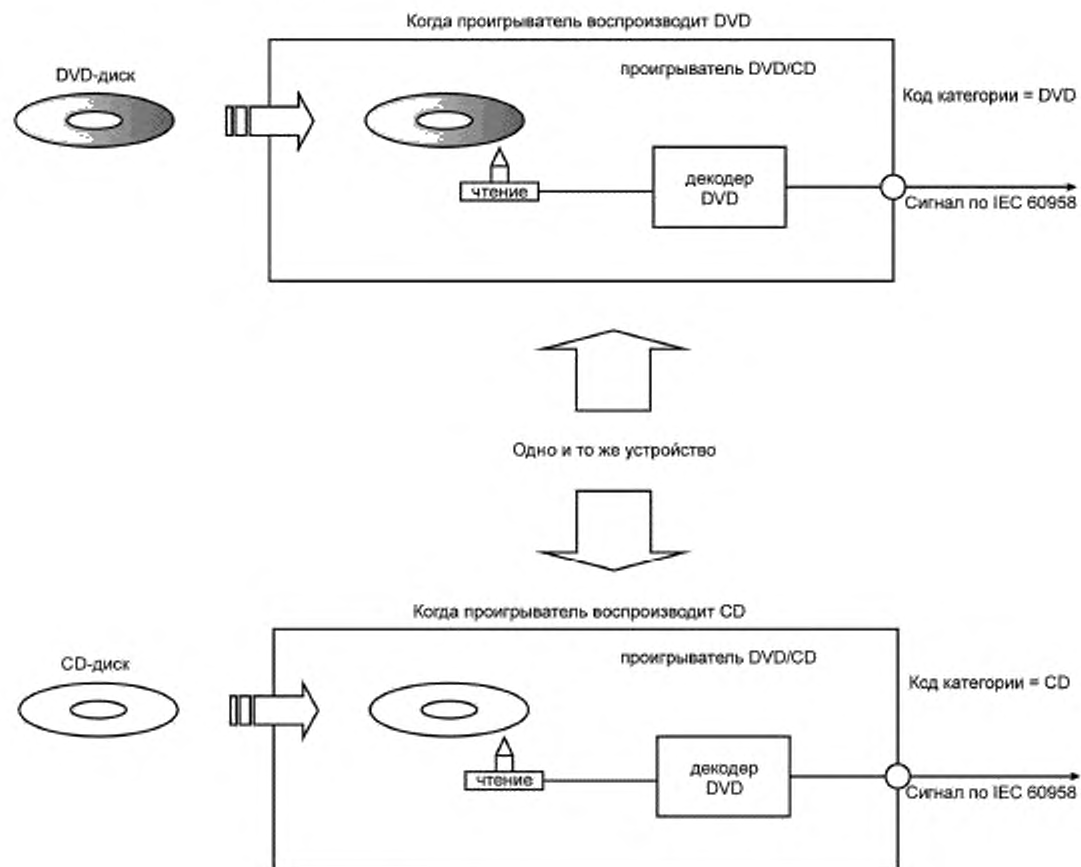 Когда проигрыватель воспроизводит DVD
DVD-диск
проигрыватель DVD/CD
Код категории = DVD
чтение
декодер
DVD
Сигнал по IEC 60958
Одно и то же устройство
Когда проигрыватель воспроизводит CD
CD-диск
проигрыватель DVD/CD
Код категории = CD
чтение
декодер
DVD
Сигнал по IEC 60958